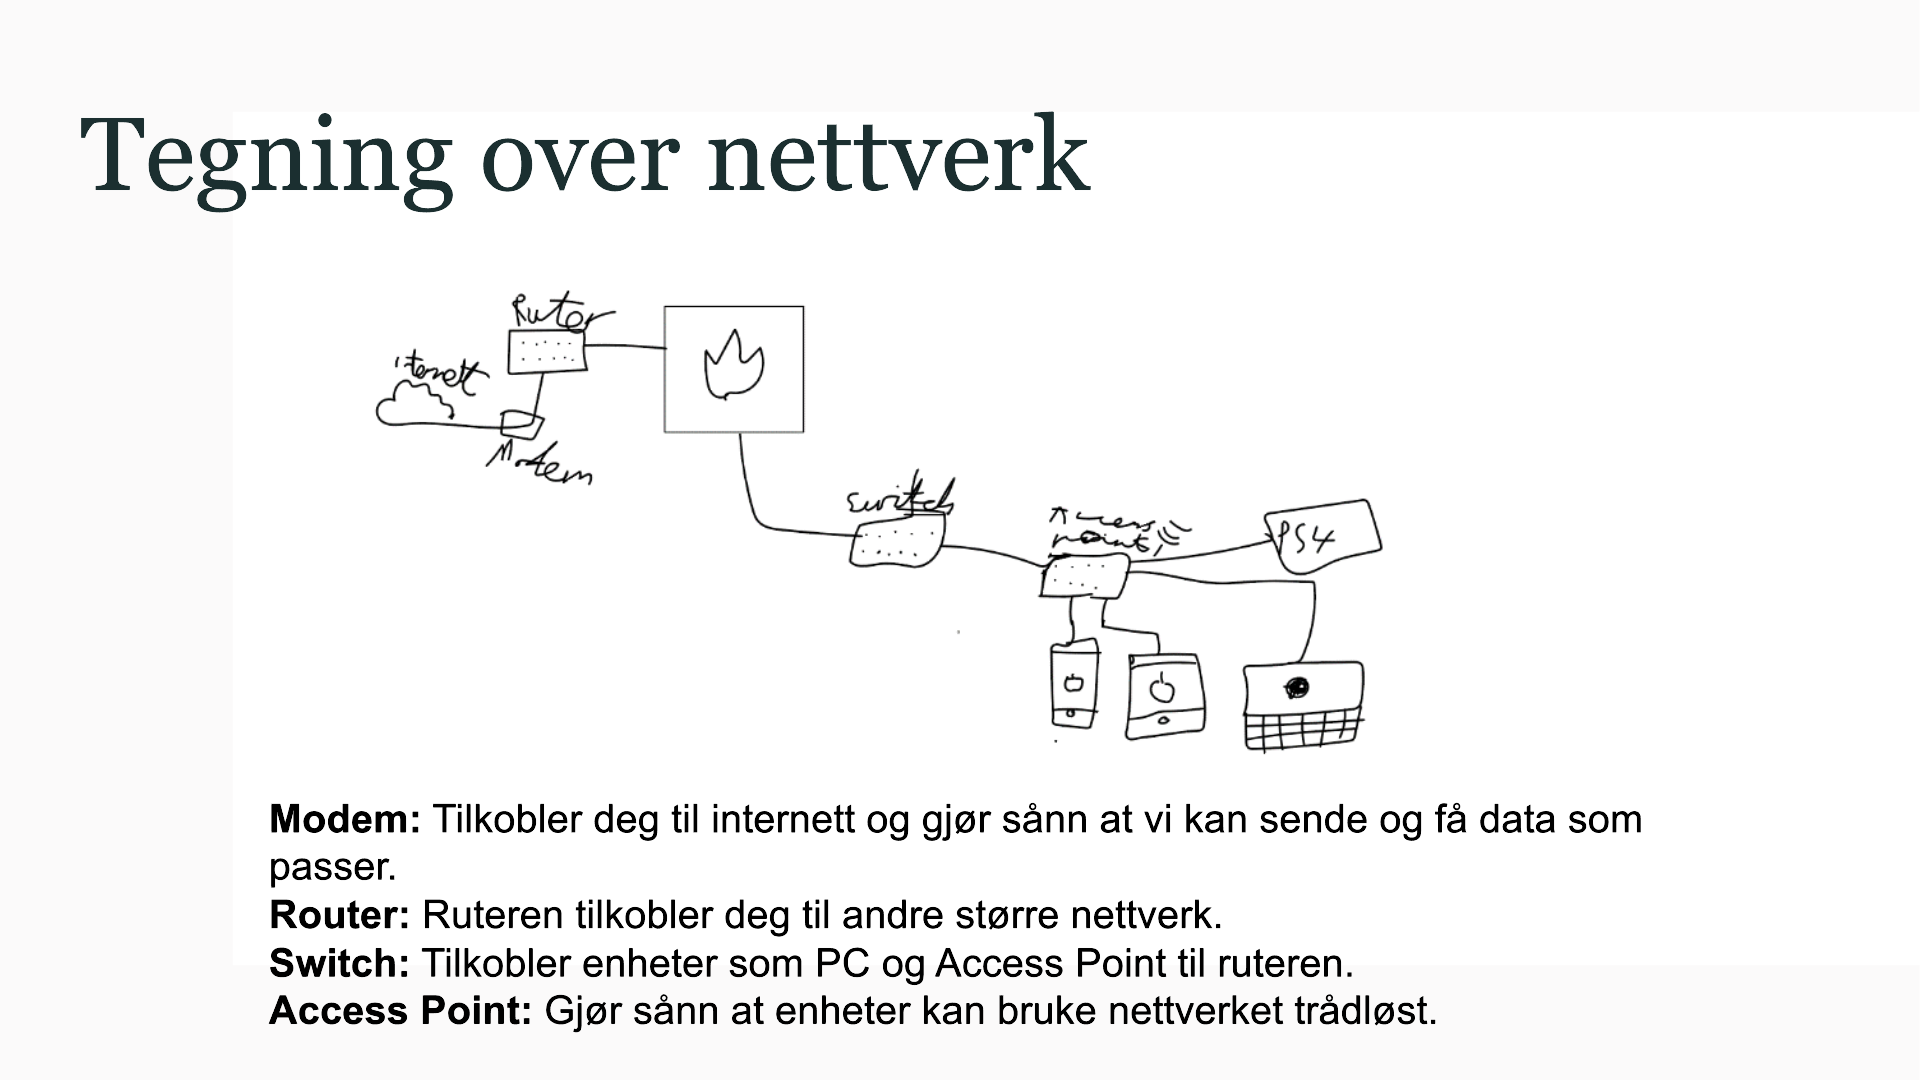 Tegning over nettverk
Ruter
internett
Modem
Switch
Access
point
PS4
Modem: Tilkobler deg til internett og gjør sånn at vi kan sende og få data som
passer.
Router: Ruteren tilkobler deg til andre større nettverk.
Switch: Tilkobler enheter som PC og Access Point til ruteren.
Access Point: Gjør sånn at enheter kan bruke nettverket trådløst.